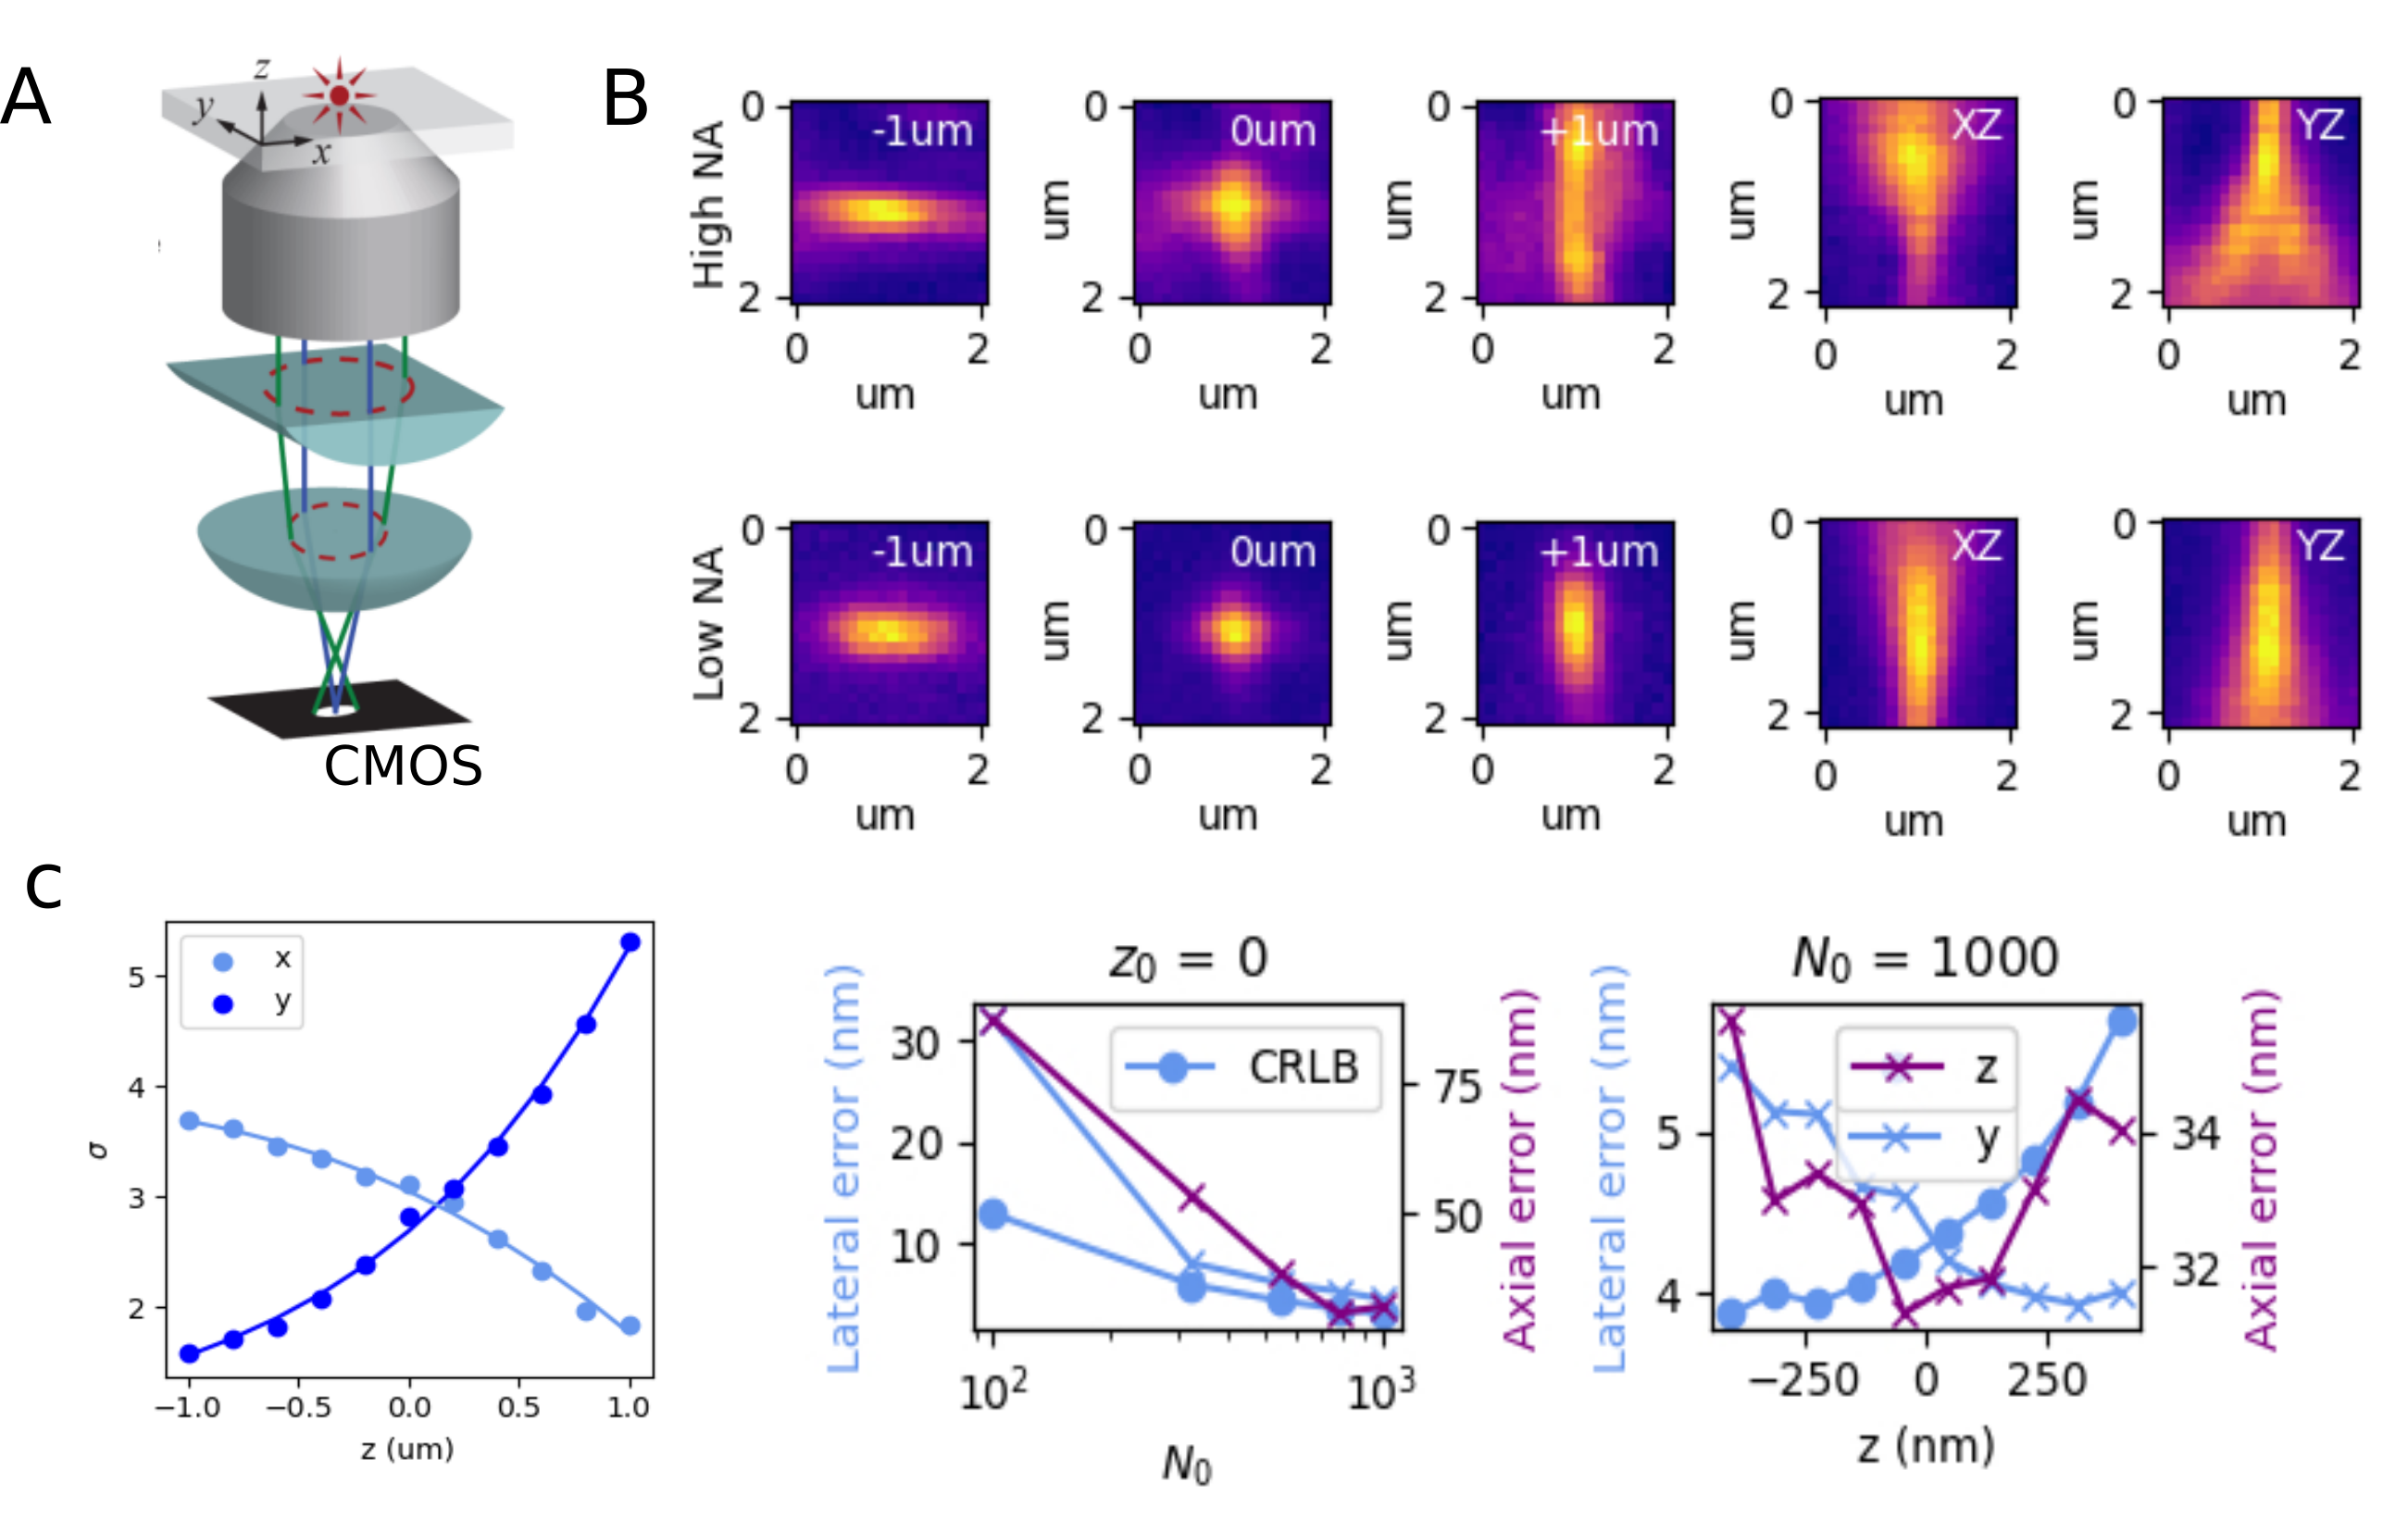 A
z
y
x
CMOS
B
High NA
0
2
-1um
0 2
um
um
0
2
0um
0 2
um
um
0
2
+1um
0 2
um
um
0
2
XZ
0 2
um
um
0
2
YZ
0 2
um
Low NA
0
2
-1um
0 2
um
um
0
2
0um
0 2
um
um
0
2
+1um
0 2
um
um
0
2
XZ
0 2
um
um
0
2
YZ
0 2
um
C
σ
5
4
3
2
x
y
−1.0 −0.5 0.0 0.5 1.0
z (um)
z₀ = 0
Lateral error (nm)
30
20
10
CRLB
75
50
Axial error (nm)
10² 10³
N₀
N₀ = 1000
Lateral error (nm)
5
4
z
y
34
32
Axial error (nm)
−250 0 250
z (nm)